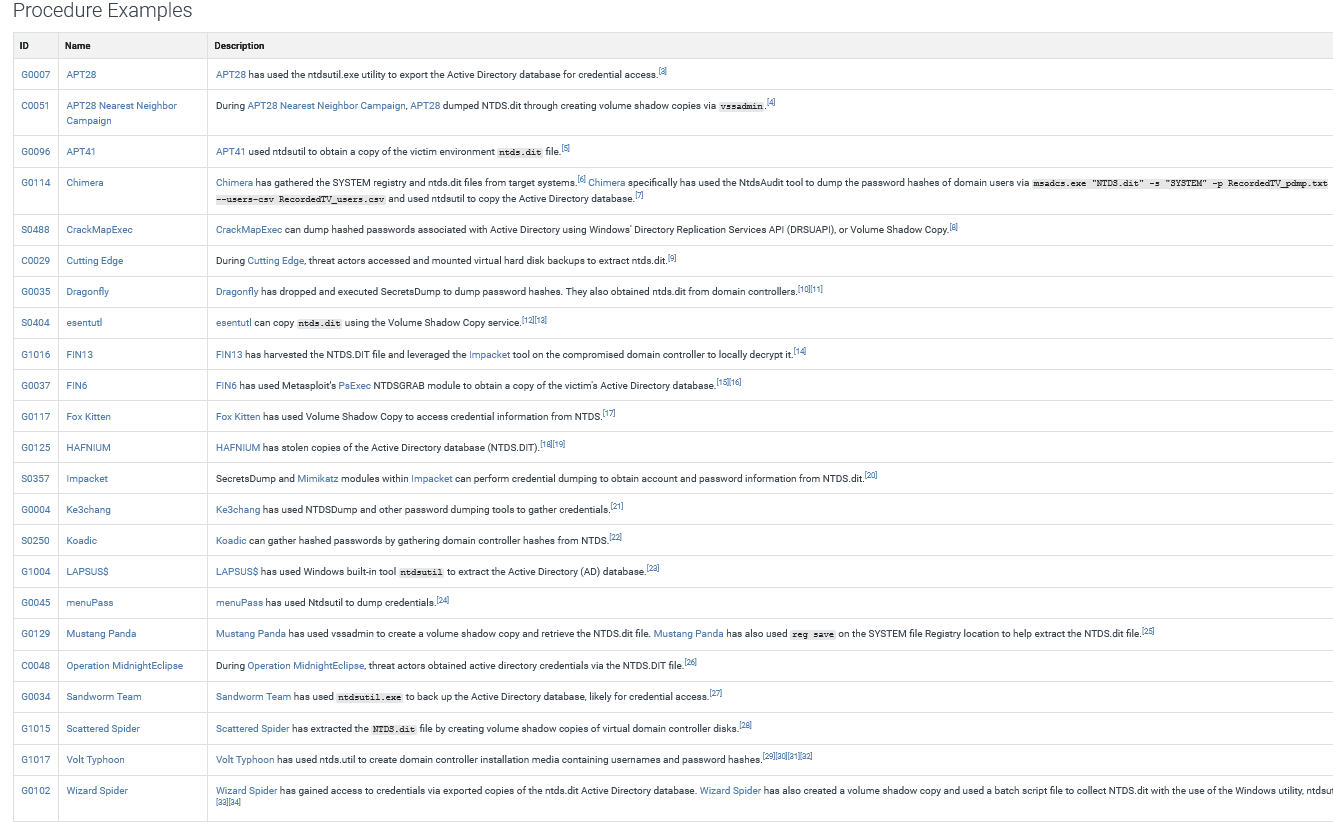 Procedure Examples
ID Name Description
G0007 APT28 APT28 has used the ntdsutil.exe utility to export the Active Directory database for credential access.[3]
C0051 APT28 Nearest Neighbor Campaign During APT28 Nearest Neighbor Campaign, APT28 dumped NTDS.dit through creating volume shadow copies via vssadmin.[4]
G0096 APT41 APT41 used ntdsutil to obtain a copy of the victim environment ntds.dit file.[5]
G0114 Chimera Chimera has gathered the SYSTEM registry and ntds.dit files from target systems.[6] Chimera specifically has used the NtdsAudit tool to dump the password hashes of domain users via msadcs.exe "NTDS.dit" -s "SYSTEM" -p RecordedTV_pdmp.txt
--users-csv RecordedTV_users.csv and used ntdsutil to copy the Active Directory database.[7]
S0488 CrackMapExec CrackMapExec can dump hashed passwords associated with Active Directory using Windows' Directory Replication Services API (DRSUAPI), or Volume Shadow Copy.[8]
C0029 Cutting Edge During Cutting Edge, threat actors accessed and mounted virtual hard disk backups to extract ntds.dit.[9]
G0035 Dragonfly Dragonfly has dropped and executed SecretsDump to dump password hashes. They also obtained ntds.dit from domain controllers.[10][11]
S0404 esentutl esentutl can copy ntds.dit using the Volume Shadow Copy service.[12][13]
G1016 FIN13 FIN13 has harvested the NTDS.DIT file and leveraged the Impacket tool on the compromised domain controller to locally decrypt it.[14]
G0037 FIN6 FIN6 has used Metasploit's PsExec NTDSGRAB module to obtain a copy of the victim's Active Directory database.[15][16]
G0117 Fox Kitten Fox Kitten has used Volume Shadow Copy to access credential information from NTDS.[17]
G0125 HAFNIUM HAFNIUM has stolen copies of the Active Directory database (NTDS.DIT).[18][19]
S0357 Impacket SecretsDump and Mimikatz modules within Impacket can perform credential dumping to obtain account and password information from NTDS.dit.[20]
G0004 Ke3chang Ke3chang has used NTDSDump and other password dumping tools to gather credentials.[21]
S0250 Koadic Koadic can gather hashed passwords by gathering domain controller hashes from NTDS.[22]
G1004 LAPSUS$ LAPSUS$ has used Windows built-in tool ntdsutil to extract the Active Directory (AD) database.[23]
G0045 menuPass menuPass has used Ntdsutil to dump credentials.[24]
G0129 Mustang Panda Mustang Panda has used vssadmin to create a volume shadow copy and retrieve the NTDS.dit file. Mustang Panda has also used reg save on the SYSTEM file Registry location to help extract the NTDS.dit file.[25]
C0048 Operation MidnightEclipse During Operation MidnightEclipse, threat actors obtained active directory credentials via the NTDS.DIT file.[26]
G0034 Sandworm Team Sandworm Team has used ntdsutil.exe to back up the Active Directory database, likely for credential access.[27]
G1015 Scattered Spider Scattered Spider has extracted the NTDS.dit file by creating volume shadow copies of virtual domain controller disks.[28]
G1017 Volt Typhoon Volt Typhoon has used ntds.util to create domain controller installation media containing usernames and password hashes.[29][30][31][32]
G0102 Wizard Spider Wizard Spider has gained access to credentials via exported copies of the ntds.dit Active Directory database. Wizard Spider has also created a volume shadow copy and used a batch script file to collect NTDS.dit with the use of the Windows utility, ntdsut
[33][34]